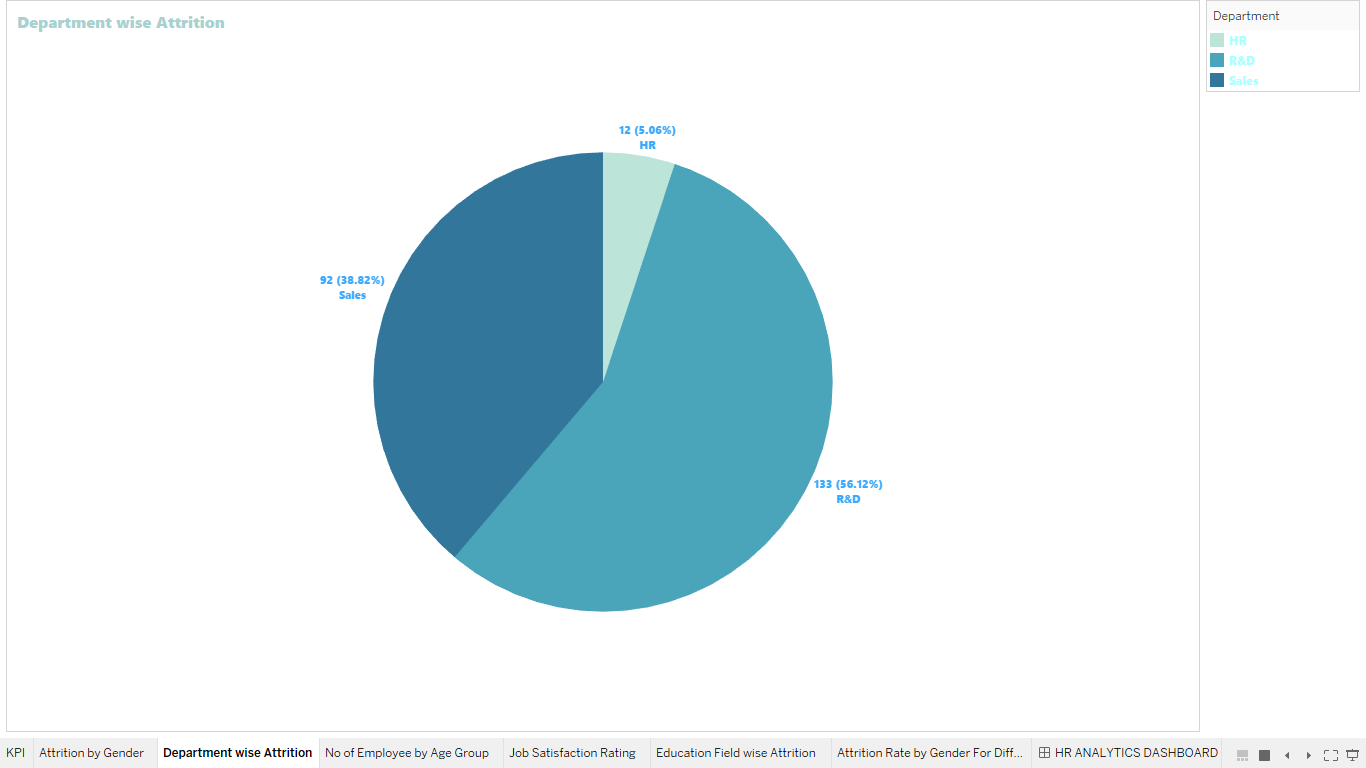 Department wise Attrition
Department
HR
R&D
Sales
12 (5.06%)
HR
92 (38.82%)
Sales
133 (56.12%)
R&D
KPI
Attrition by Gender
Department wise Attrition
No of Employee by Age Group
Job Satisfaction Rating
Education Field wise Attrition
Attrition Rate by Gender For Diff...
HR ANALYTICS DASHBOARD